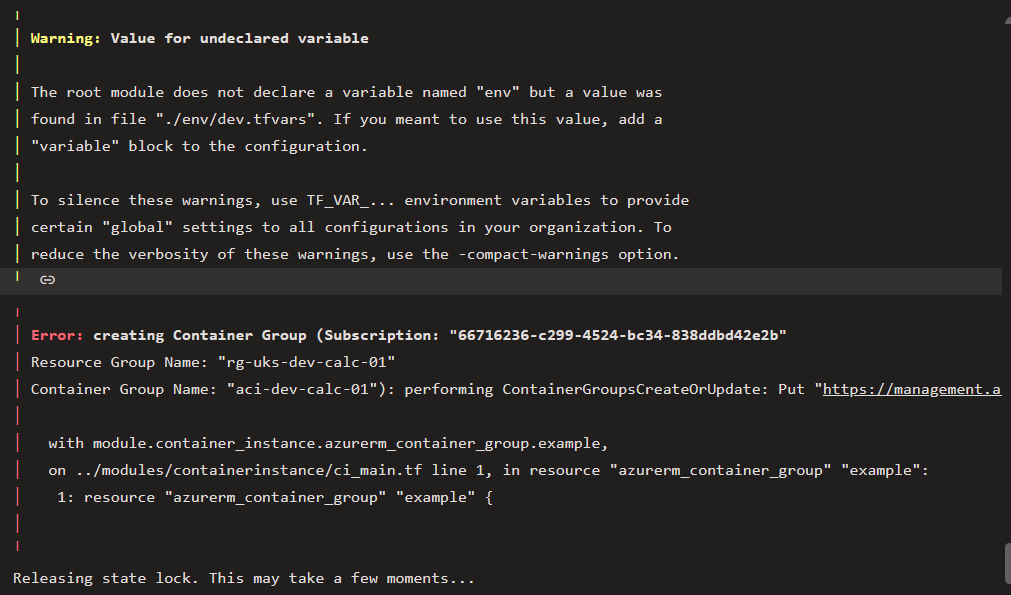 Warning: Value for undeclared variable
The root module does not declare a variable named "env" but a value was
found in file "./env/dev.tfvars". If you meant to use this value, add a
"variable" block to the configuration.
To silence these warnings, use TF_VAR_... environment variables to provide
certain "global" settings to all configurations in your organization. To
reduce the verbosity of these warnings, use the -compact-warnings option.
Error: creating Container Group (Subscription: "66716236-c299-4524-bc34-838ddbd42e2b"
Resource Group Name: "rg-uks-dev-calc-01"
Container Group Name: "aci-dev-calc-01"): performing ContainerGroupsCreateOrUpdate: Put "https://management.a
with module.container_instance.azurerm_container_group.example,
on ../modules/containerinstance/ci_main.tf line 1, in resource "azurerm_container_group" "example":
1: resource "azurerm_container_group" "example" {
Releasing state lock. This may take a few moments...